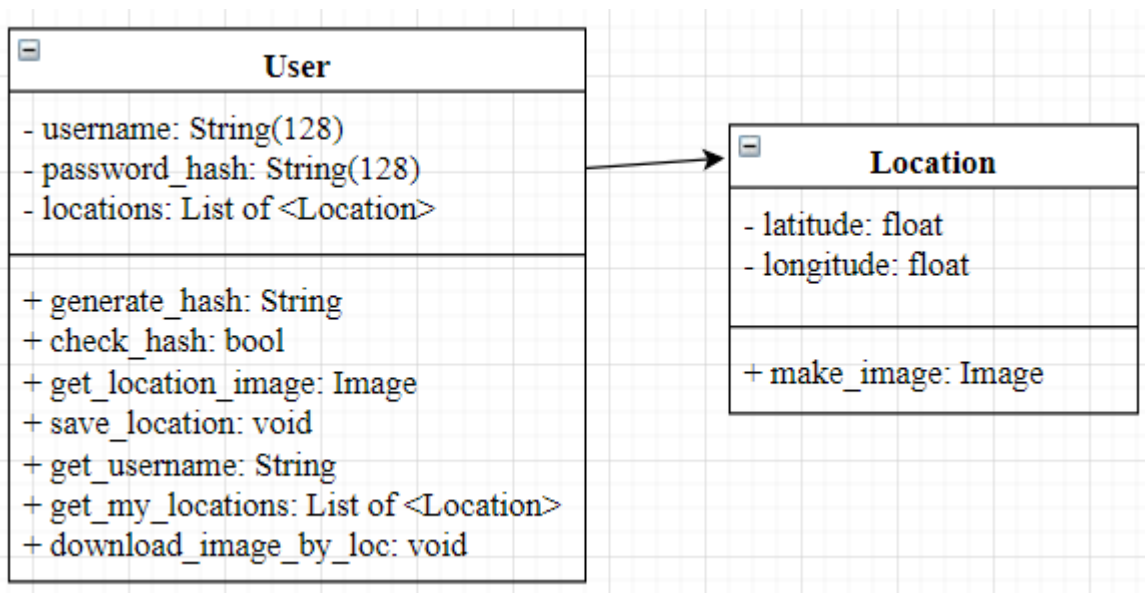 User
- username: String(128)
- password_hash: String(128)
- locations: List of <Location>
+ generate_hash: String
+ check_hash: bool
+ get_location_image: Image
+ save_location: void
+ get_username: String
+ get_my_locations: List of <Location>
+ download_image_by_loc: void
Location
- latitude: float
- longitude: float
+ make_image: Image